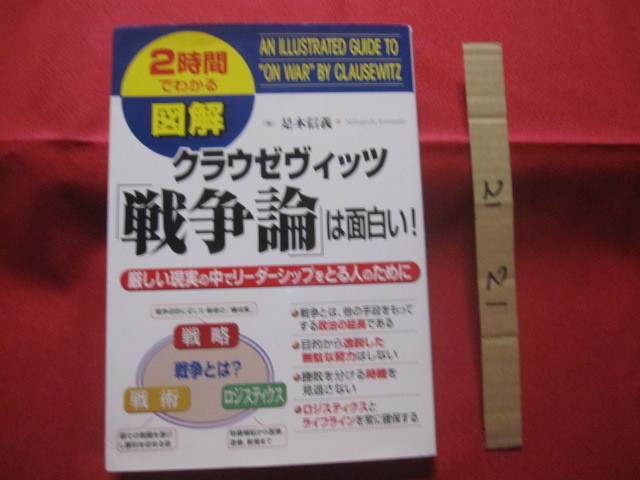 2時間
でわかる
図解
AN ILLUSTRATED GUIDE TO
"ON WAR" BY CLAUSEWITZ
是本信義
クラウゼヴィッツ
「戦争論」は面白い!
厳しい現実の中でリーダーシップをとる人のために
戦略
戦争とは?
戦術
ロジスティクス
●戦争とは、他の手段をもって
する政治の延長である
●目的から逸脱した
無駄な努力はしない
●勝敗を分ける時機を
見逃さない
●ロジスティクスと
ライフラインを常に確保する
21
21